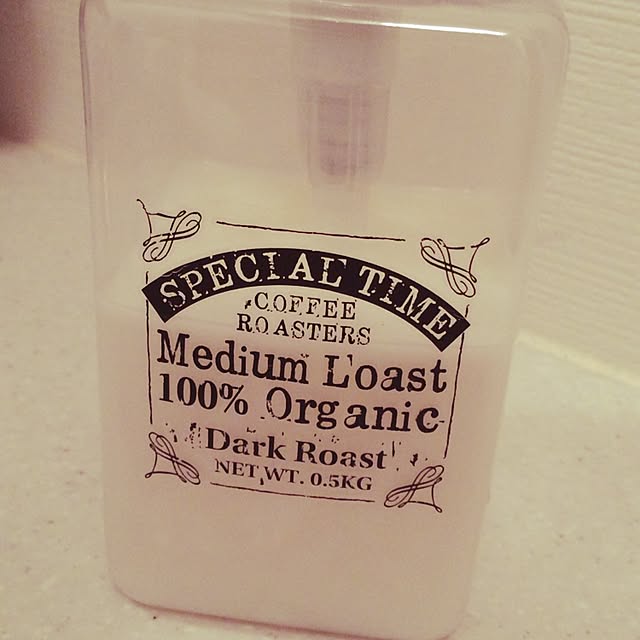 SPECIAL TIME
COFFEE
ROASTERS
Medium Loast
100% Organic
Dark Roast
NET WT. 0.5KG